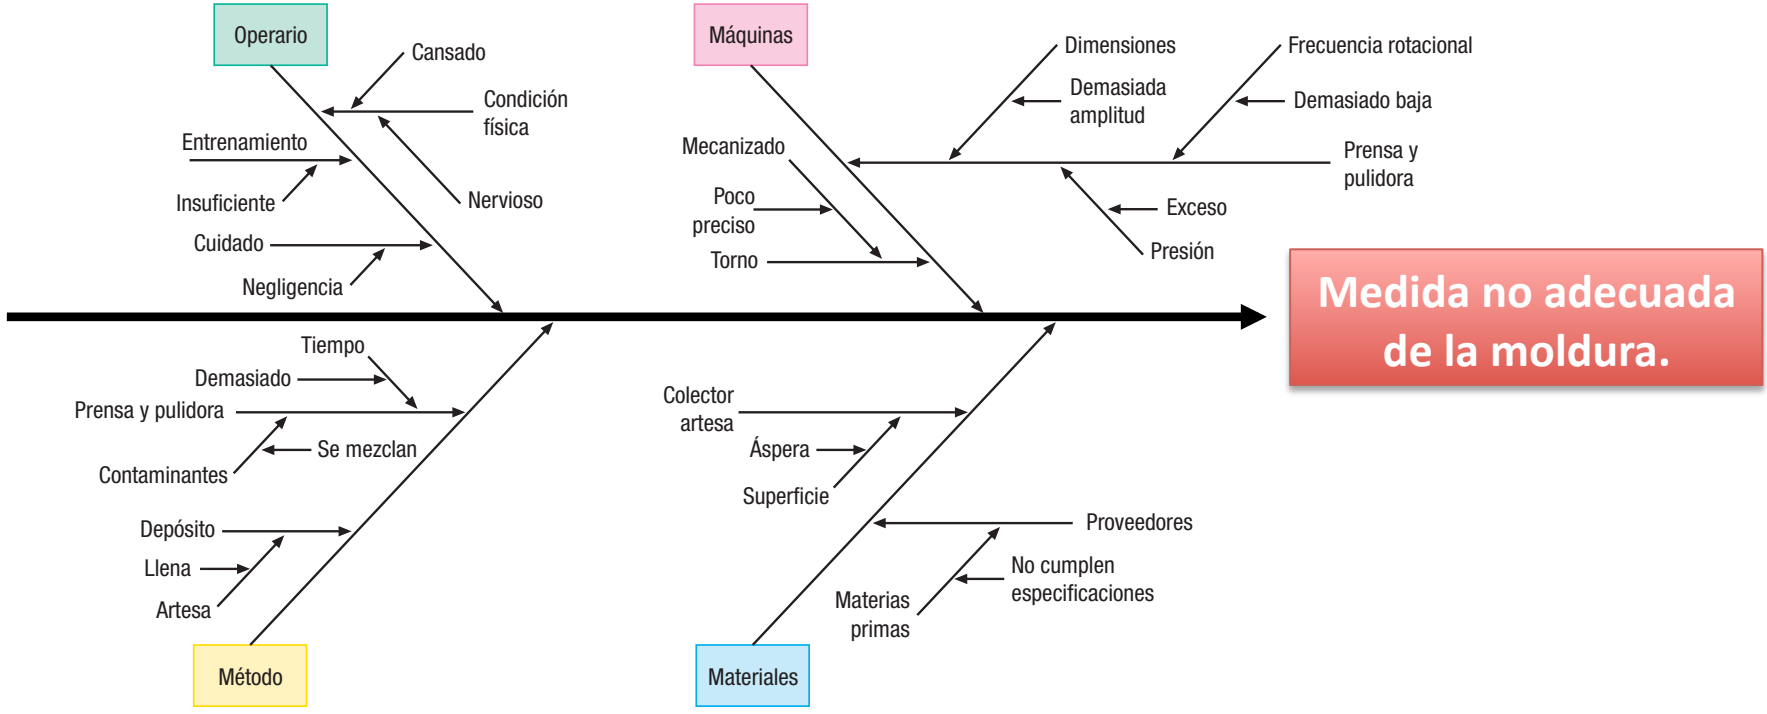 Operario
Cansado
Condición
física
Entrenamiento
Insuficiente
Nervioso
Cuidado
Negligencia
Máquinas
Dimensiones
Demasiada
amplitud
Frecuencia rotacional
Demasiado baja
Mecanizado
Prensa y
pulidora
Poco
preciso
Exceso
Torno
Presión
Medida no adecuada
de la moldura.
Tiempo
Demasiado
Prensa y pulidora
Se mezclan
Contaminantes
Depósito
Llena
Artesa
Método
Colector
artesa
Áspera
Superficie
Proveedores
No cumplen
especificaciones
Materias
primas
Materiales